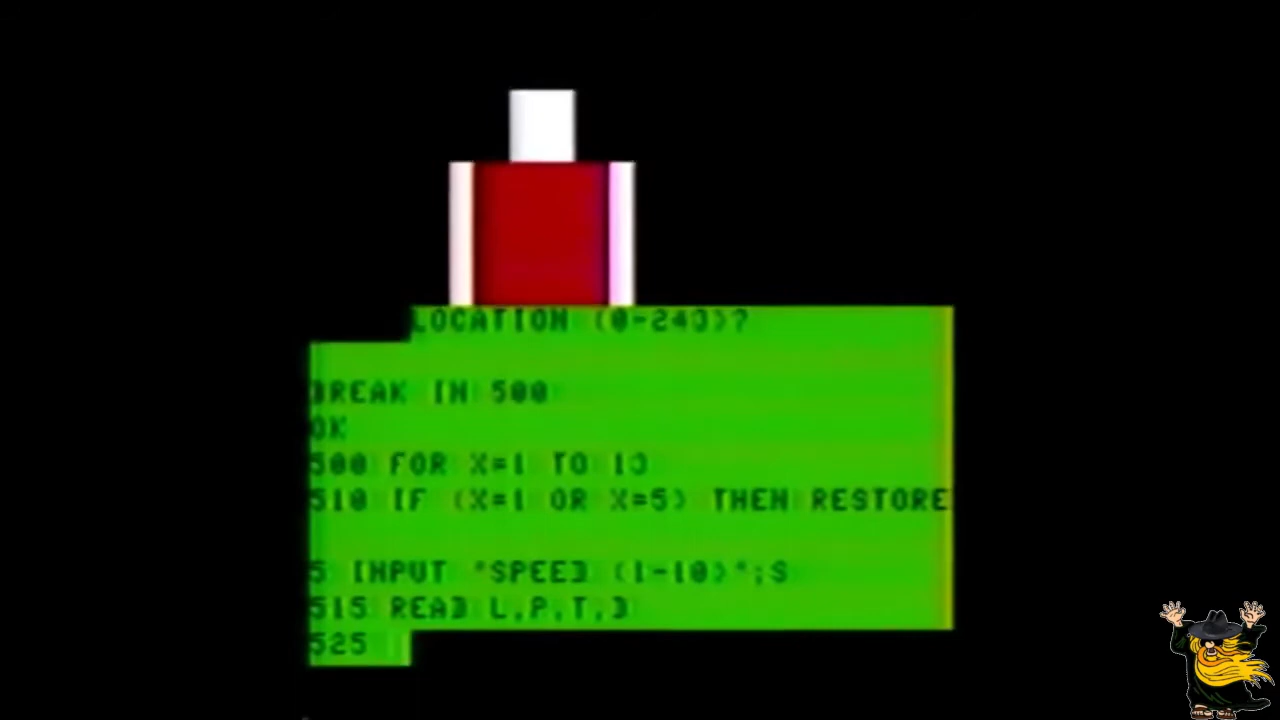 LOCATION (0-240)?
BREAK IN 500
OK
500 FOR X=1 TO 10
510 IF (X=1 OR X=5) THEN RESTORE
5 INPUT "SPEED (1-10)";S
515 READ L,P,T,D
525